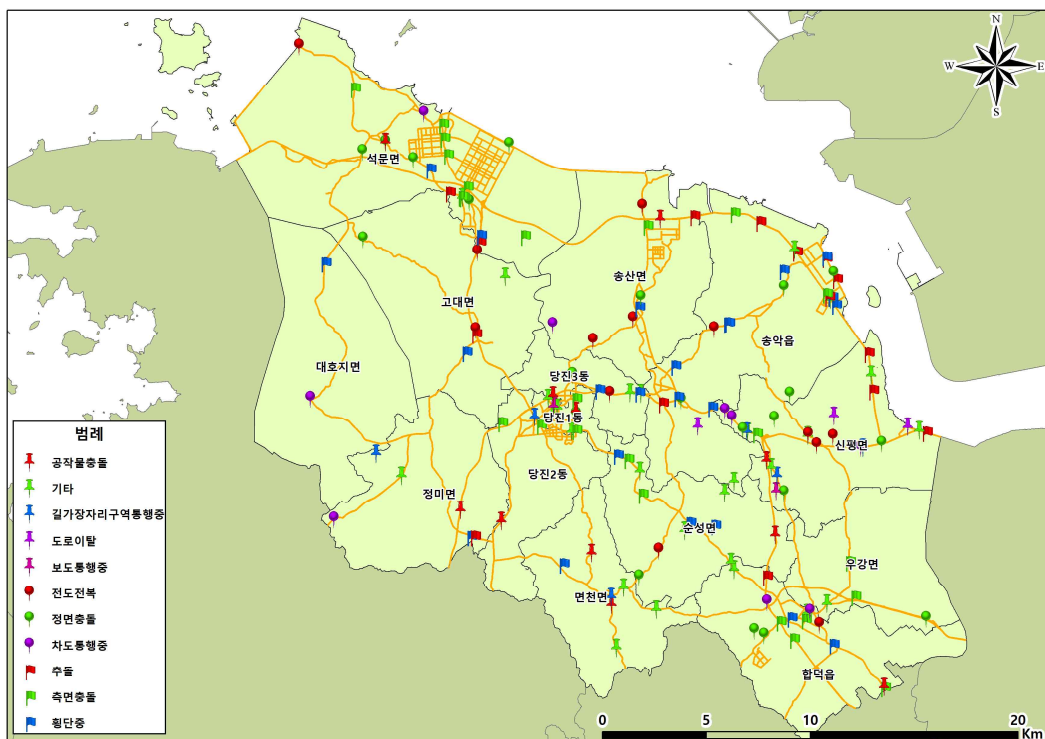 N
W
E
S
석문면
송산면
고대면
송악읍
대호지면
당진3동
당진1동
신평면
당진2동
정미면
순성면
우강면
면천면
합덕읍
범례
공작물충돌
기타
길가장자리구역통행중
도로이탈
보도통행중
전도전복
정면충돌
차도통행중
추돌
측면충돌
횡단중
0 5 10 20
Km